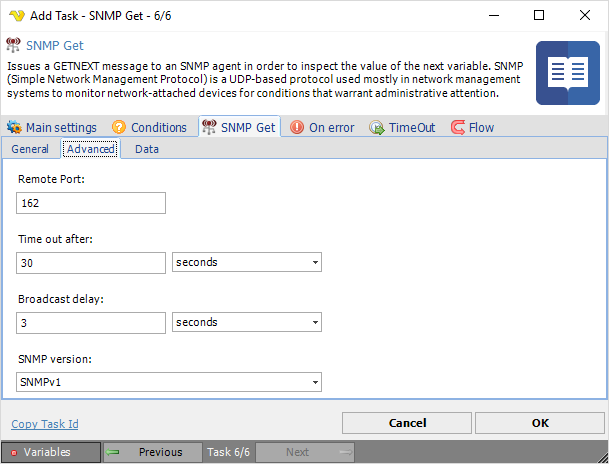 Add Task - SNMP Get - 6/6
SNMP Get
Issues a GETNEXT message to an SNMP agent in order to inspect the value of the next variable. SNMP
(Simple Network Management Protocol) is a UDP-based protocol used mostly in network management
systems to monitor network-attached devices for conditions that warrant administrative attention.
Main settings Conditions SNMP Get On error TimeOut Flow
General Advanced Data
Remote Port:
162
Time out after:
30 seconds
Broadcast delay:
3 seconds
SNMP version:
SNMPv1
Copy Task Id Cancel OK
Variables Previous Task 6/6 Next